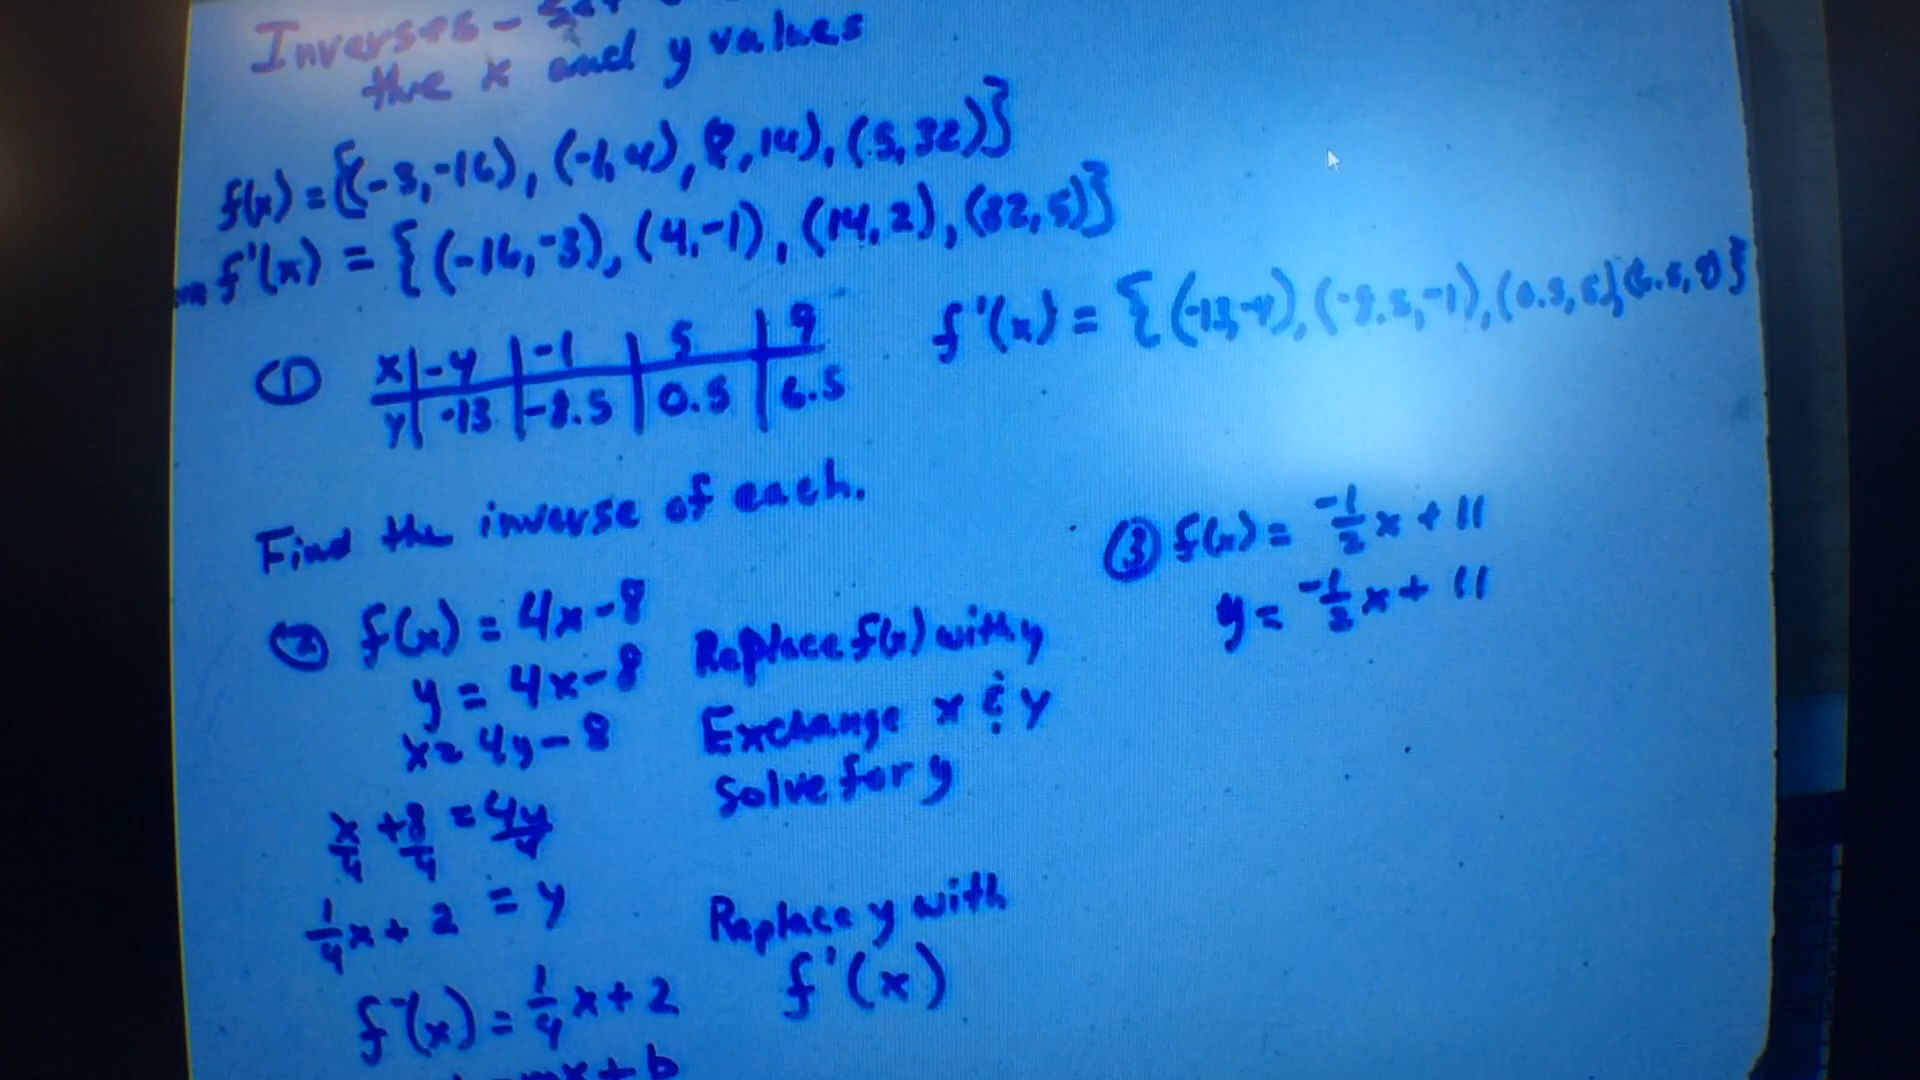 Inverses -
the x and y values
f(x) = {(-3,-16), (-1,4), (2,14), (5,32)}
f⁻¹(x) = {(-16,-3), (4,-1), (14,2), (32,5)}
① x | -4 | -1 | 5 | 9
y | -13 | -8.5 | 0.5 | 6.5
f⁻¹(x) = {(-13,-4), (-8.5,-1), (0.5,5), (6.5,9)}
Find the inverse of each.
② f(x) = 4x-8
y = 4x-8 Replace f(x) with y
x = 4y-8 Exchange x & y
Solve for y
x/4 + 8/4 = 4y/4
1/4x + 2 = y Replace y with
f⁻¹(x)
f⁻¹(x) = 1/4x+2
mx+b
③ f(x) = -1/2x + 11
y = -1/2x + 11